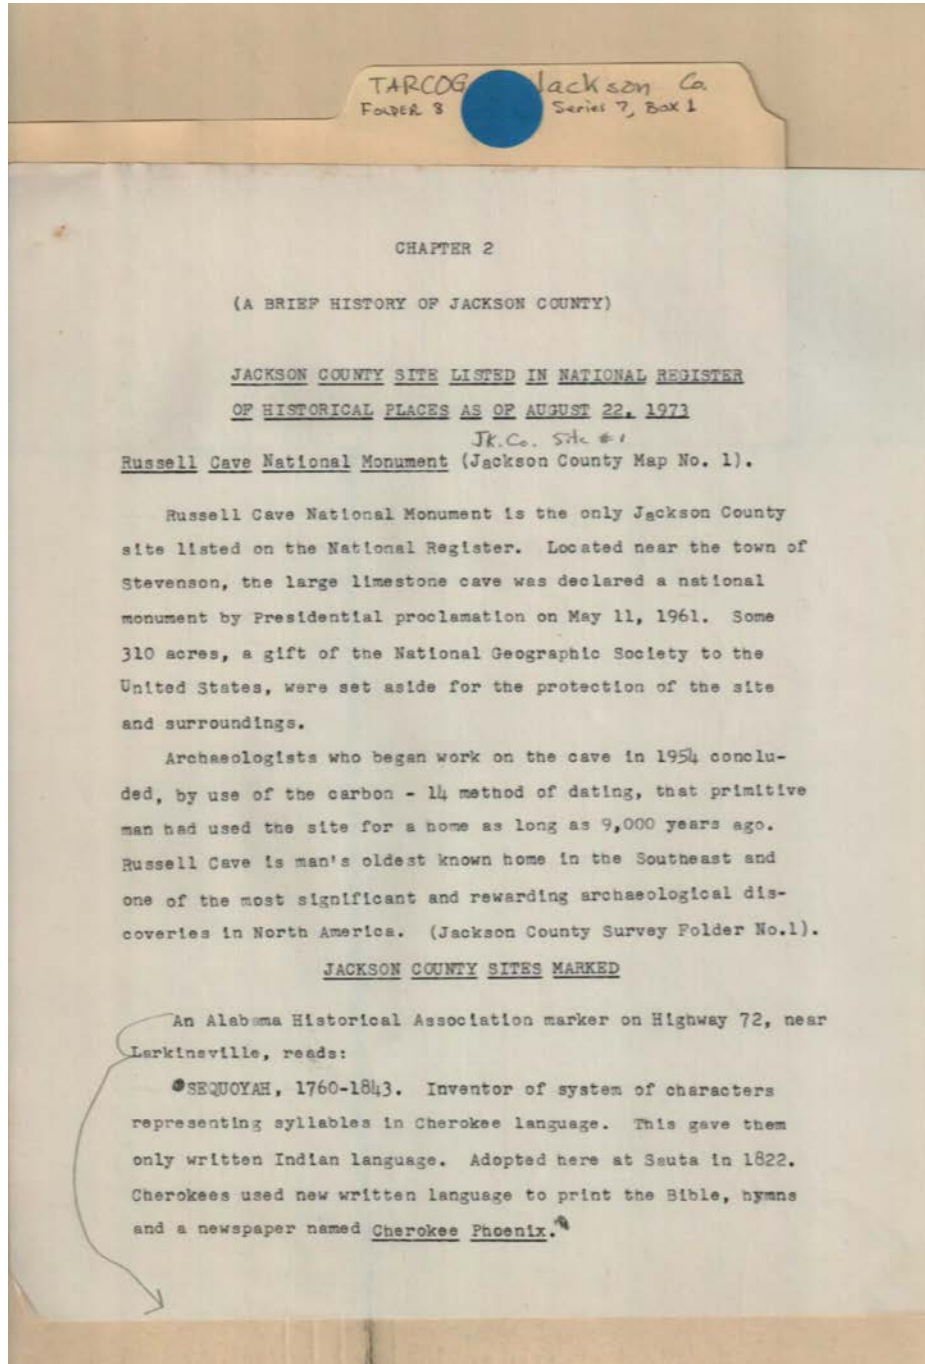 TARCOG Jackson Co.
FOLDER 8 Series 7, Box 1
CHAPTER 2
(A BRIEF HISTORY OF JACKSON COUNTY)
JACKSON COUNTY SITE LISTED IN NATIONAL REGISTER
OF HISTORICAL PLACES AS OF AUGUST 22, 1973
Jk. Co. Site #1
Russell Cave National Monument (Jackson County Map No. 1).
Russell Cave National Monument is the only Jackson County
site listed on the National Register. Located near the town of
Stevenson, the large limestone cave was declared a national
monument by Presidential proclamation on May 11, 1961. Some
310 acres, a gift of the National Geographic Society to the
United States, were set aside for the protection of the site
and surroundings.
Archaeologists who began work on the cave in 1954 conclu-
ded, by use of the carbon - 14 method of dating, that primitive
man had used the site for a home as long as 9,000 years ago.
Russell Cave is man's oldest known home in the Southeast and
one of the most significant and rewarding archaeological dis-
coveries in North America. (Jackson County Survey Folder No.1).
JACKSON COUNTY SITES MARKED
An Alabama Historical Association marker on Highway 72, near
Larkinsville, reads:
SEQUOYAH, 1760-1843. Inventor of system of characters
representing syllables in Cherokee language. This gave them
only written Indian language. Adopted here at Sauta in 1822.
Cherokees used new written language to print the Bible, hymns
and a newspaper named Cherokee Phoenix.